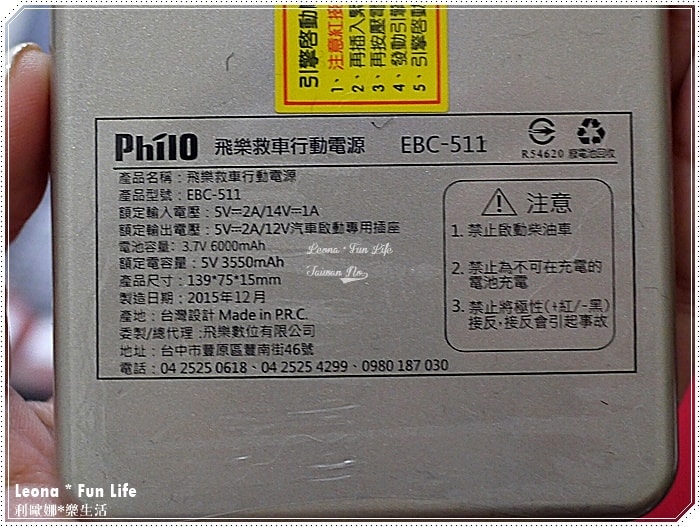 引擎啓動
1、注意紅
2、再插入
3、再按壓
4、發動引擎
5、引擎啓
Philo 飛樂救車行動電源 EBC-511
R54620 廢電池回收
產品名稱：飛樂救車行動電源
產品型號：EBC-511
額定輸入電壓：5V⎓2A/14V⎓1A
額定輸出電壓：5V⎓2A/12V汽車啟動專用插座
電池容量：3.7V 6000mAh
額定電容量：5V 3550mAh
產品尺寸：139*75*15mm
製造日期：2015年12月
產地：台灣設計 Made in P.R.C.
委製/總代理：飛樂數位有限公司
地址：台中市豐原區豐南街46號
電話：04 2525 0618、04 2525 4299、0980 187 030
注意
1. 禁止啟動柴油車
2. 禁止為不可在充電的
電池充電
3. 禁止將極性(+紅/−黑)
接反，接反會引起事故
Leona * Fun Life
Taiwan No.
Leona * Fun Life
利歐娜*樂生活